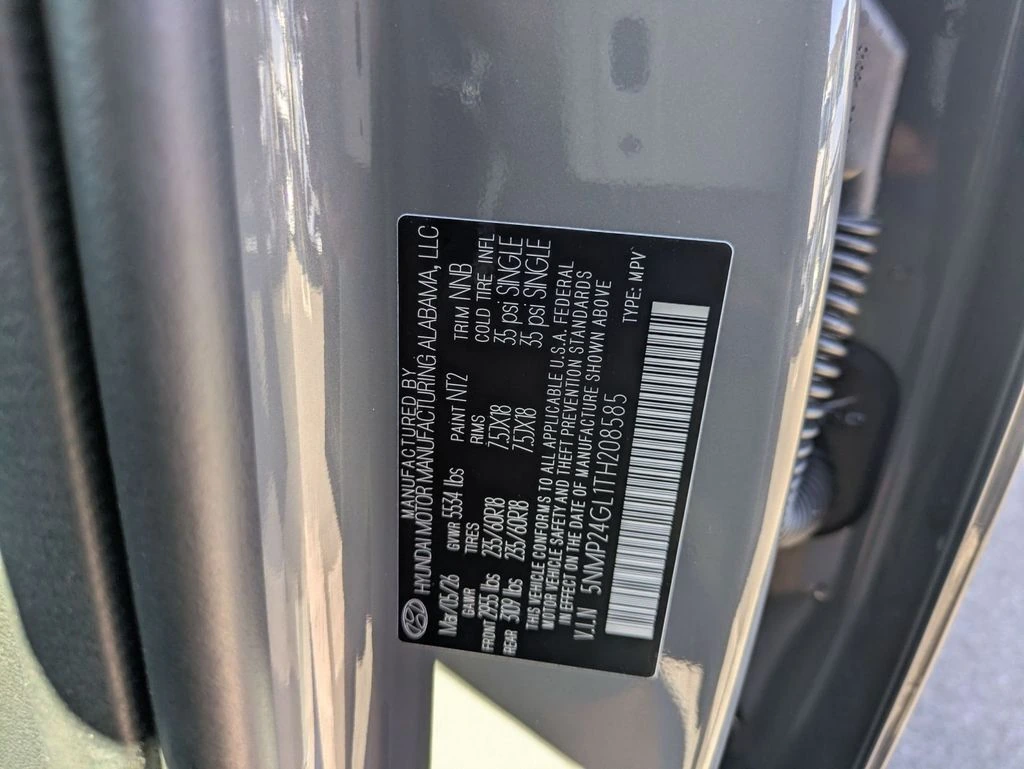 MANUFACTURED BY
HYUNDAI MOTOR MANUFACTURING ALABAMA, LLC
Mar/06/26 GVWR 5534 lbs PAINT NT2 TRIM NNB
GAWR TIRES RIMS COLD TIRE INFL
FRONT 2955 lbs 235/60R18 7.5JX18 35 psi SINGLE
REAR 3109 lbs 235/60R18 7.5JX18 35 psi SINGLE
THIS VEHICLE CONFORMS TO ALL APPLICABLE U.S.A. FEDERAL
MOTOR VEHICLE SAFETY AND THEFT PREVENTION STANDARDS
IN EFFECT ON THE DATE OF MANUFACTURE SHOWN ABOVE
V.I.N 5NMP24GL1TH208585 TYPE: MPV